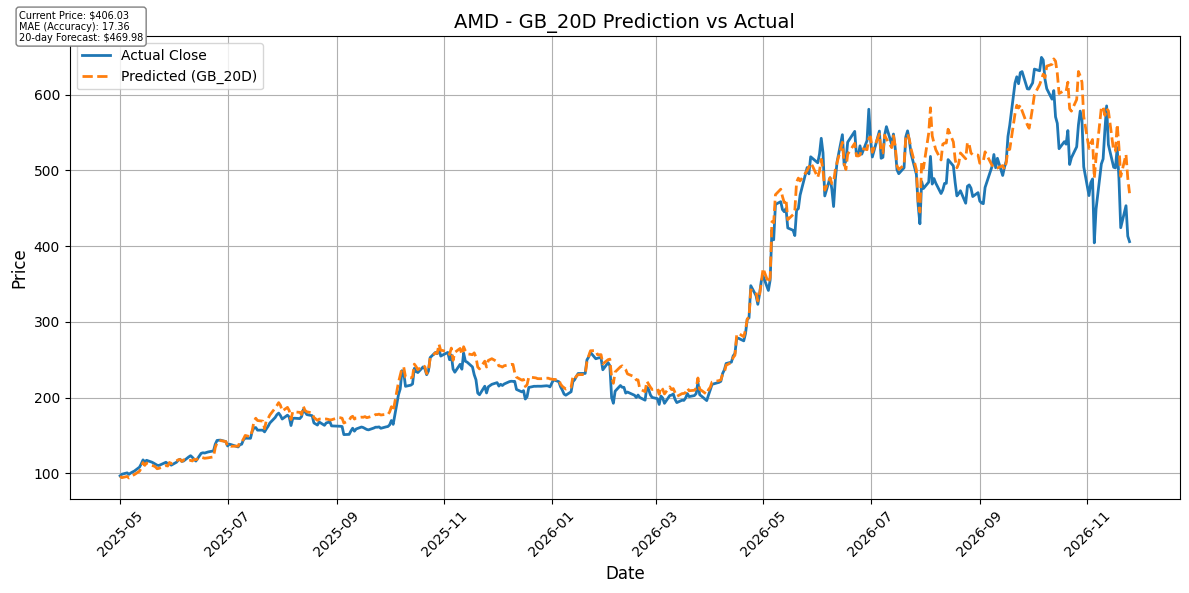 AMD - GB_20D Prediction vs Actual
Current Price: $406.03
MAE (Accuracy): 17.36
20-day Forecast: $469.98
Actual Close
Predicted (GB_20D)
Price
600
500
400
300
200
100
2025-05
2025-07
2025-09
2025-11
2026-01
2026-03
2026-05
2026-07
2026-09
2026-11
Date